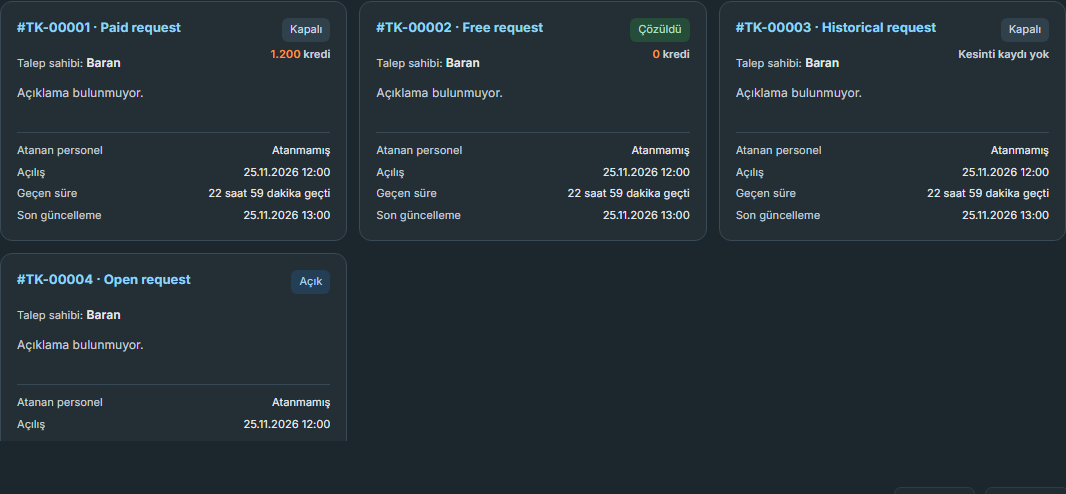 #TK-00001 · Paid request
Kapalı
1.200 kredi
Talep sahibi: Baran
Açıklama bulunmuyor.
Atanan personel Atanmamış
Açılış 25.11.2026 12:00
Geçen süre 22 saat 59 dakika geçti
Son güncelleme 25.11.2026 13:00
#TK-00002 · Free request
Çözüldü
0 kredi
Talep sahibi: Baran
Açıklama bulunmuyor.
Atanan personel Atanmamış
Açılış 25.11.2026 12:00
Geçen süre 22 saat 59 dakika geçti
Son güncelleme 25.11.2026 13:00
#TK-00003 · Historical request
Kapalı
Kesinti kaydı yok
Talep sahibi: Baran
Açıklama bulunmuyor.
Atanan personel Atanmamış
Açılış 25.11.2026 12:00
Geçen süre 22 saat 59 dakika geçti
Son güncelleme 25.11.2026 13:00
#TK-00004 · Open request
Açık
Talep sahibi: Baran
Açıklama bulunmuyor.
Atanan personel Atanmamış
Açılış 25.11.2026 12:00